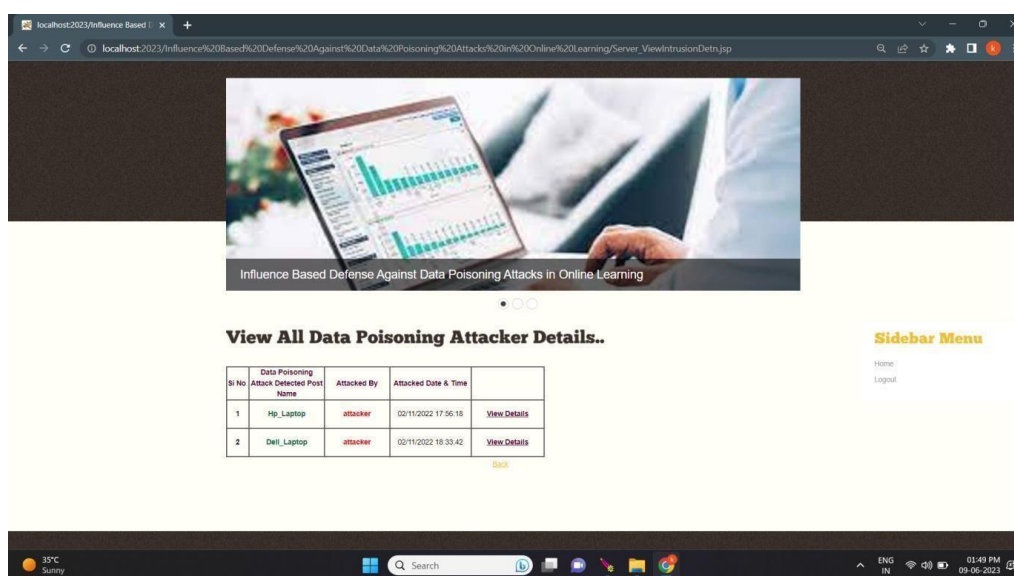 localhost:2023/Influence Based D
localhost:2023/Influence%20Based%20Defense%20Against%20Data%20Poisoning%20Attacks%20in%20Online%20Learning/Server_ViewIntrusionDetn.jsp
k
Influence Based Defense Against Data Poisoning Attacks in Online Learning
View All Data Poisoning Attacker Details..
Sidebar Menu
Home
Logout
Si No Data Poisoning Attack Detected Post Name Attacked By Attacked Date & Time
1 Hp_Laptop attacker 02/11/2022 17:56:18 View Details
2 Dell_Laptop attacker 02/11/2022 18:33:42 View Details
Back
35°C
Sunny
Search
ENG
IN
01:49 PM
09-06-2023